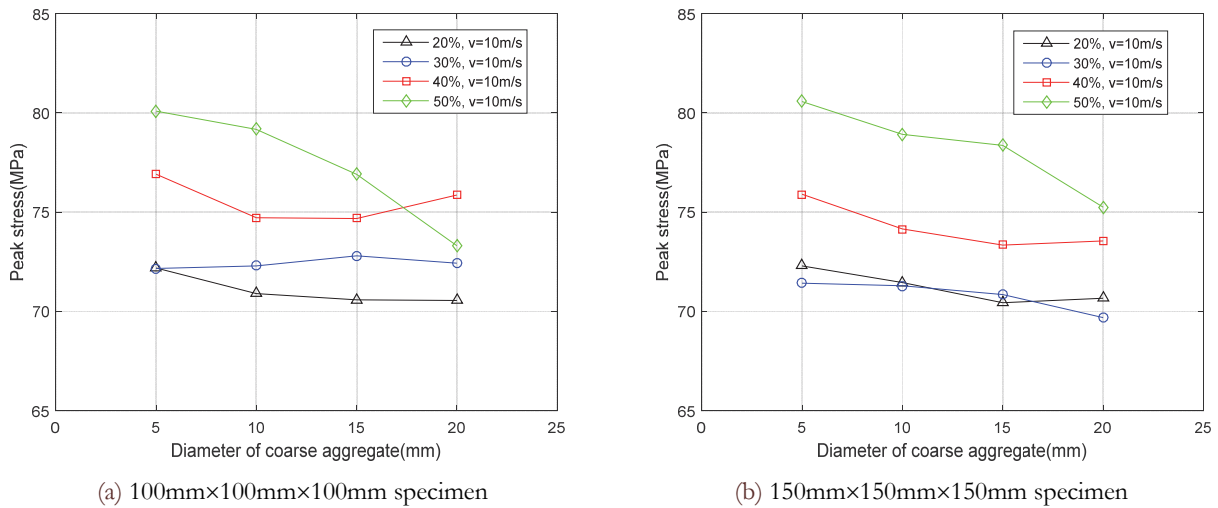 85
80
75
70
65
Peak stress(MPa)
20%, v=10m/s
30%, v=10m/s
40%, v=10m/s
50%, v=10m/s
0 5 10 15 20 25
Diameter of coarse aggregate(mm)
(a) 100mm×100mm×100mm specimen
85
80
75
70
65
Peak stress(MPa)
20%, v=10m/s
30%, v=10m/s
40%, v=10m/s
50%, v=10m/s
0 5 10 15 20 25
Diameter of coarse aggregate(mm)
(b) 150mm×150mm×150mm specimen